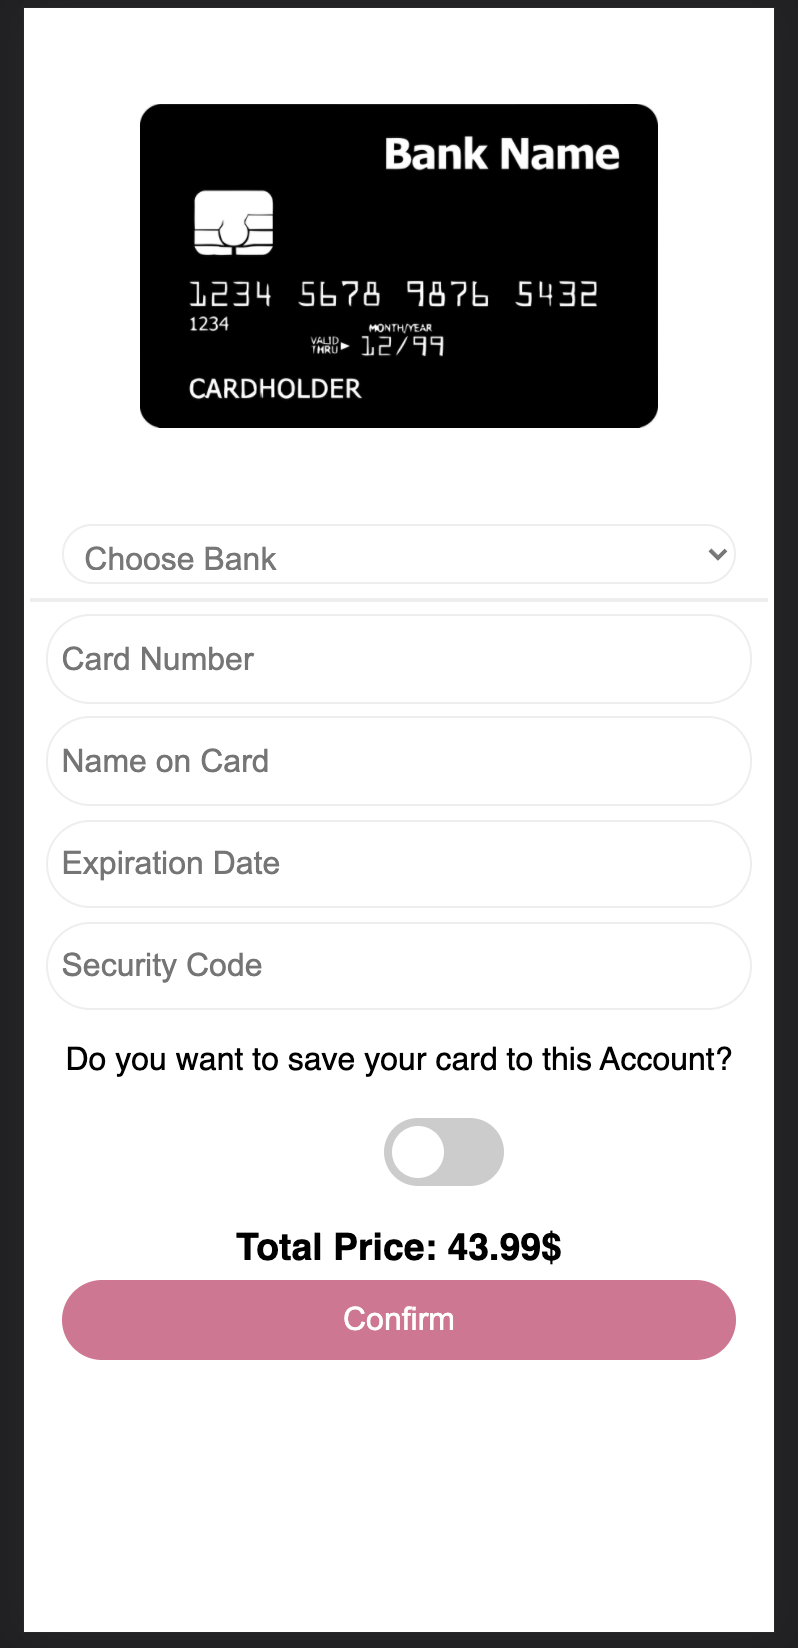 Bank Name
1234 5678 9876 5432
1234
MONTH/YEAR
VALID THRU 12/99
CARDHOLDER
Choose Bank
Card Number
Name on Card
Expiration Date
Security Code
Do you want to save your card to this Account?
Total Price: 43.99$
Confirm